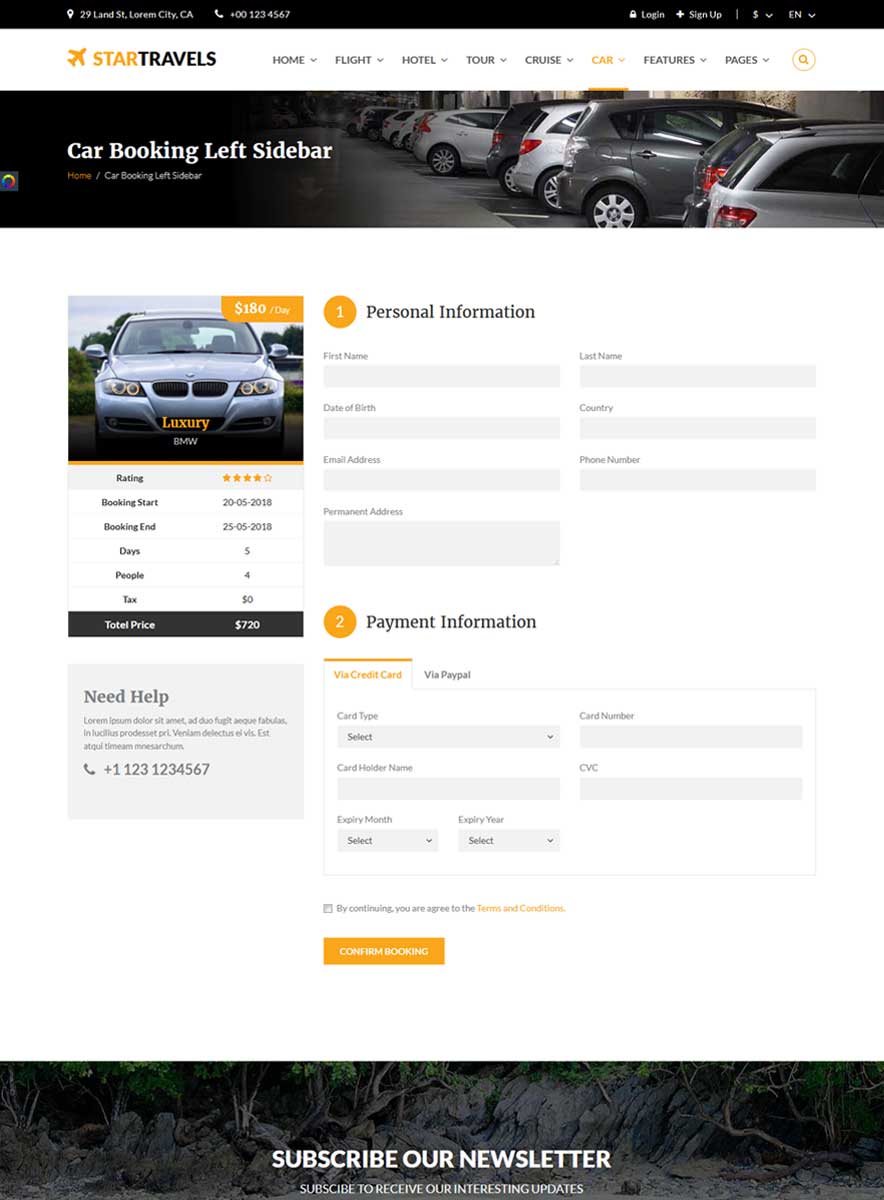 29 Land St, Lorem City, CA +00 123 4567 Login Sign Up | $ EN
STARTRAVELS HOME FLIGHT HOTEL TOUR CRUISE CAR FEATURES PAGES
Car Booking Left Sidebar
Home / Car Booking Left Sidebar
$180 /Day
Luxury
BMW
Rating
Booking Start 20-05-2018
Booking End 25-05-2018
Days 5
People 4
Tax $0
Totel Price $720
Need Help
Lorem ipsum dolor sit amet, ad duo fugit aeque fabulas,
in lucilius prodesset pri. Veniam delectus ei vis. Est
atqui timeam mnesarchum.
+1 123 1234567
1 Personal Information
First Name Last Name
Date of Birth Country
Email Address Phone Number
Permanent Address
2 Payment Information
Via Credit Card Via Paypal
Card Type Card Number
Select
Card Holder Name CVC
Expiry Month Expiry Year
Select Select
By continuing, you are agree to the Terms and Conditions.
CONFIRM BOOKING
SUBSCRIBE OUR NEWSLETTER
SUBSCIBE TO RECEIVE OUR INTERESTING UPDATES